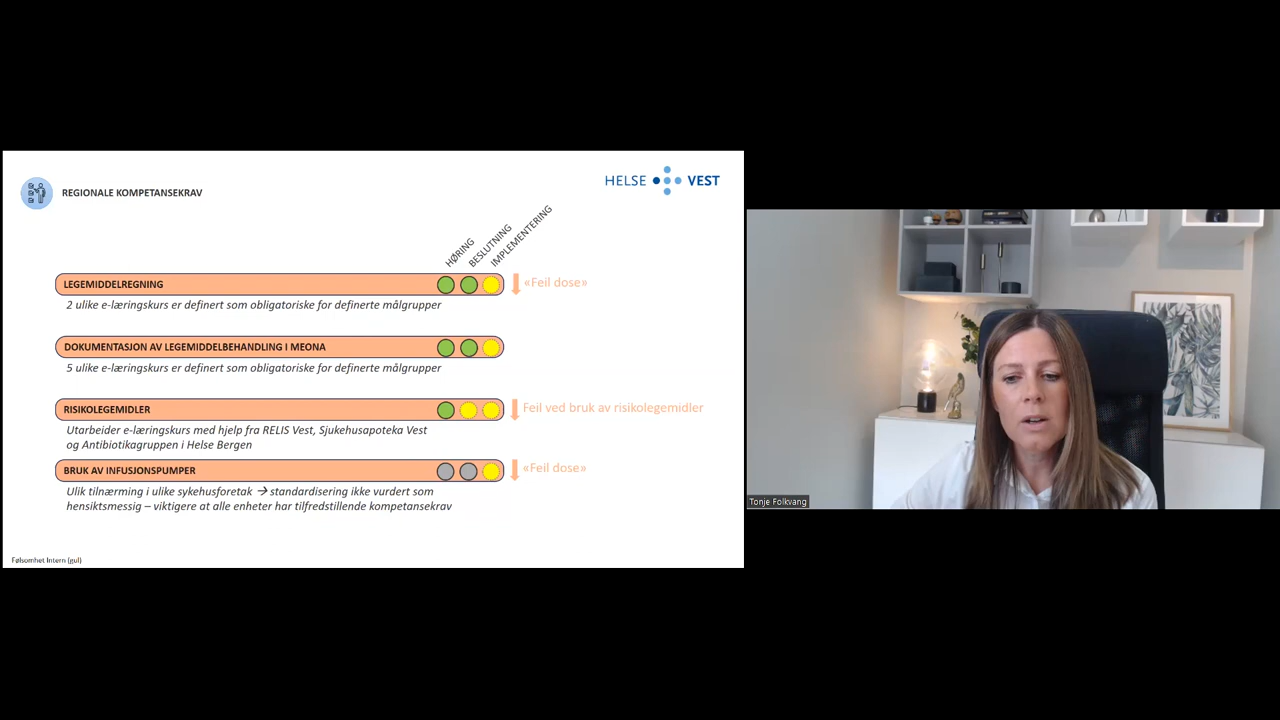 REGIONALE KOMPETANSEKRAV
HELSE VEST
HØRING
BESLUTNING
IMPLEMENTERING
LEGEMIDDELREGNING
«Feil dose»
2 ulike e-læringskurs er definert som obligatoriske for definerte målgrupper
DOKUMENTASJON AV LEGEMIDDELBEHANDLING I MEONA
5 ulike e-læringskurs er definert som obligatoriske for definerte målgrupper
RISIKOLEGEMIDLER
Feil ved bruk av risikolegemidler
Utarbeider e-læringskurs med hjelp fra RELIS Vest, Sjukehusapoteka Vest
og Antibiotikagruppen i Helse Bergen
BRUK AV INFUSJONSPUMPER
«Feil dose»
Ulik tilnærming i ulike sykehusforetak → standardisering ikke vurdert som
hensiktsmessig – viktigere at alle enheter har tilfredstillende kompetansekrav
Følsomhet Intern (gul)
Tonje Folkvang